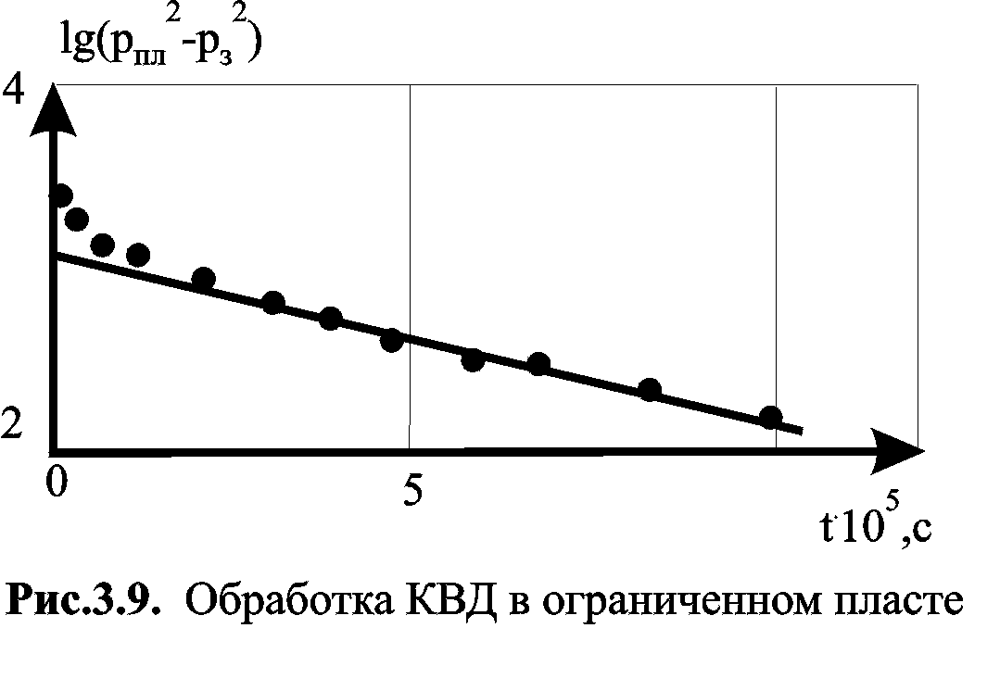 lg(pпл²-pз²)
4
2
0
5
t·10⁵,с
Рис.3.9. Обработка КВД в ограниченном пласте